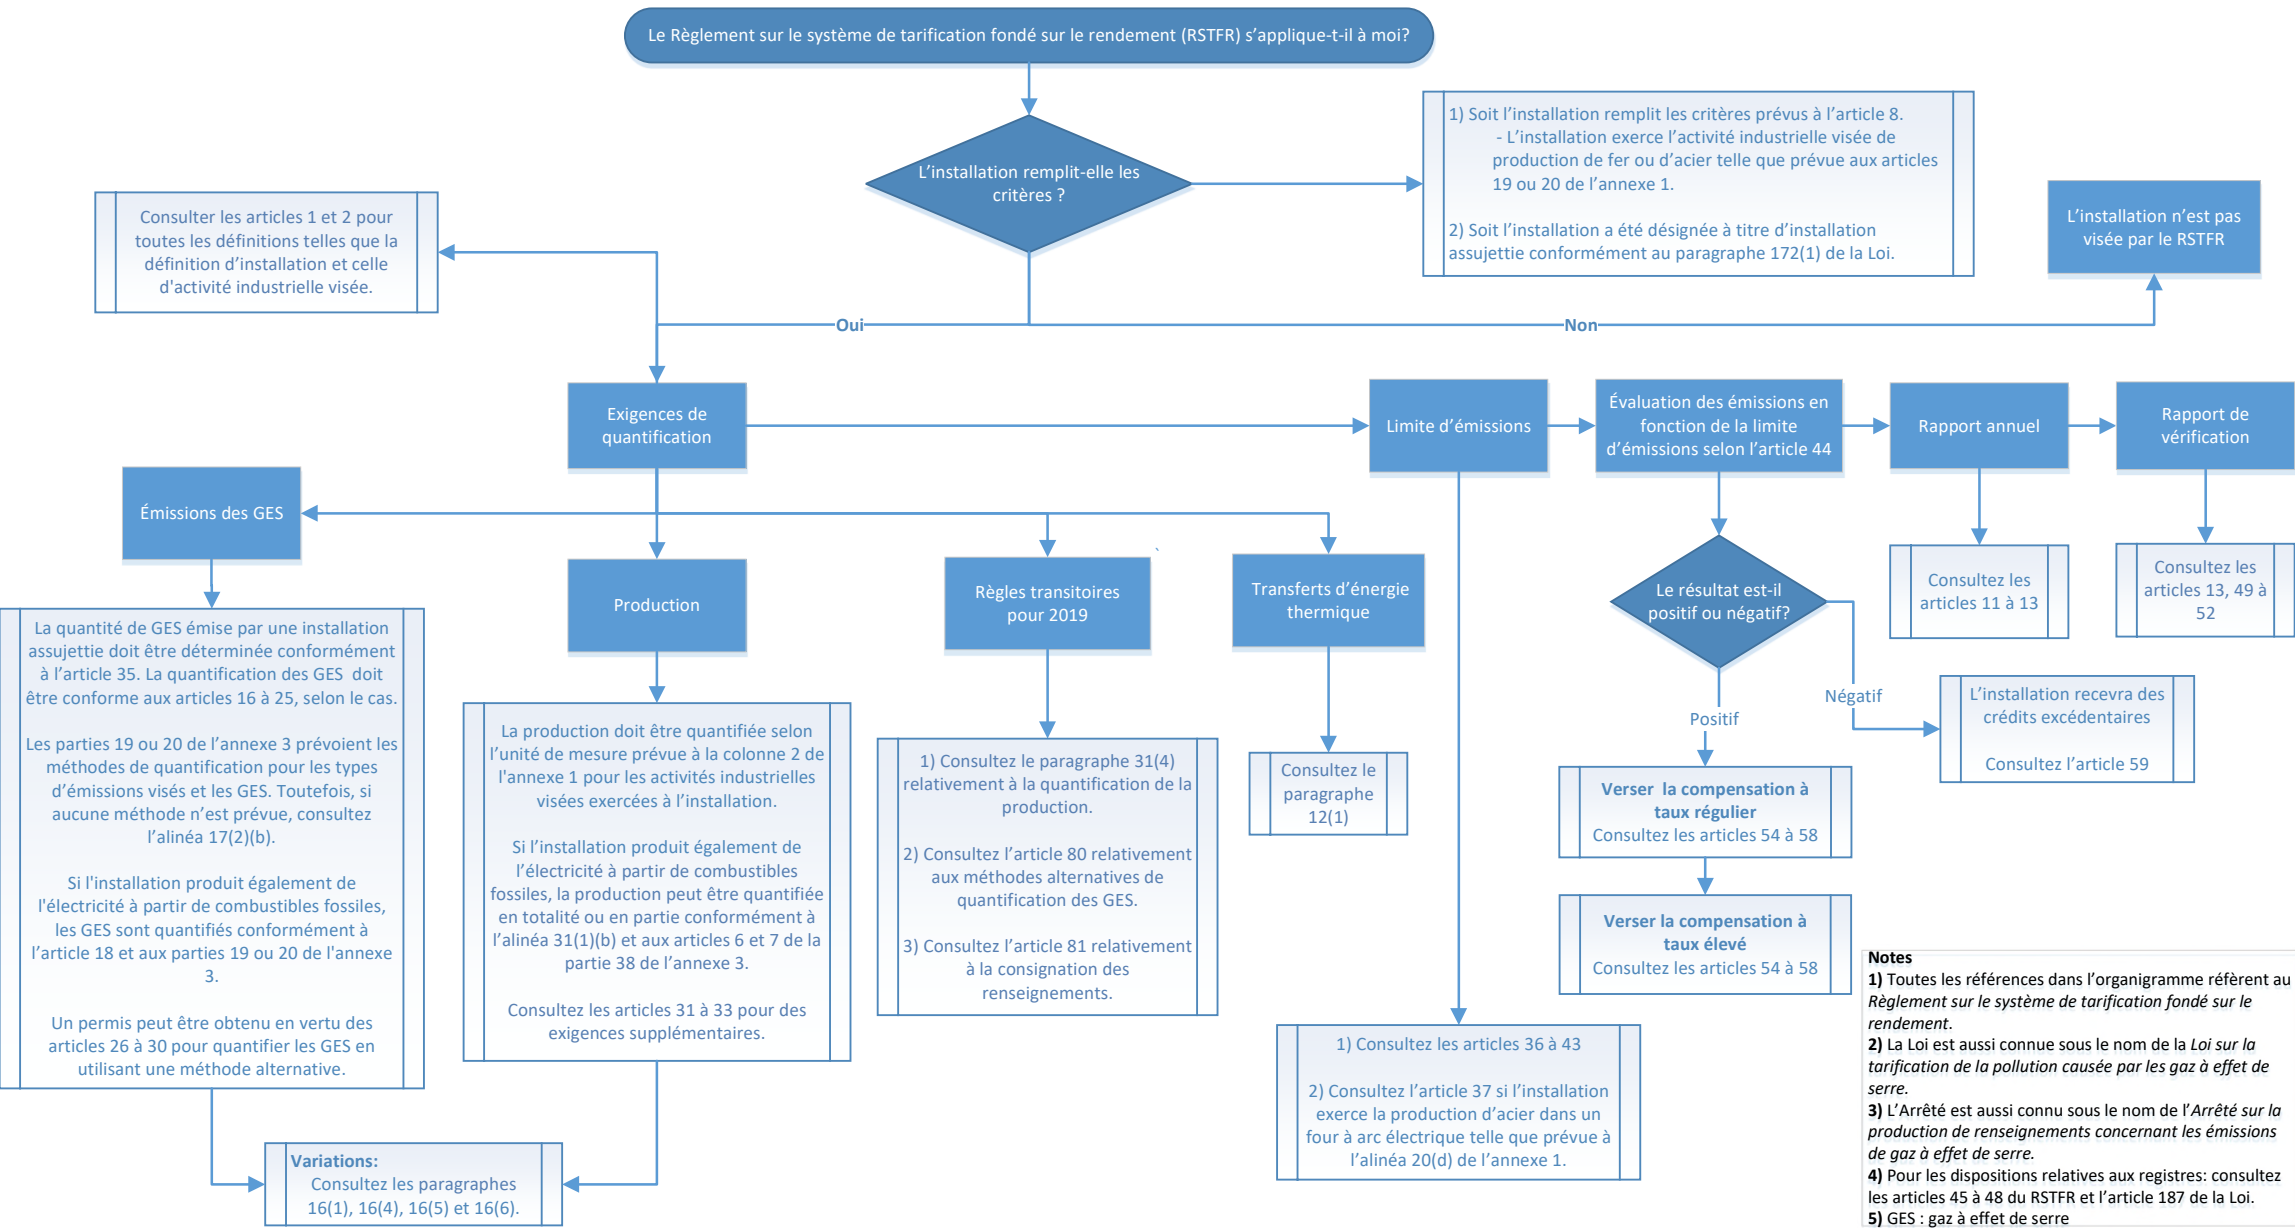 Le Règlement sur le système de tarification fondé sur le rendement (RSTFR) s’applique-t-il à moi?
L’installation remplit-elle les
critères ?
1) Soit l’installation remplit les critères prévus à l’article 8.
- L’installation exerce l’activité industrielle visée de
production de fer ou d’acier telle que prévue aux articles
19 ou 20 de l’annexe 1.
2) Soit l’installation a été désignée à titre d’installation
assujettie conformément au paragraphe 172(1) de la Loi.
L’installation n’est pas
visée par le RSTFR
Consulter les articles 1 et 2 pour
toutes les définitions telles que la
définition d’installation et celle
d'activité industrielle visée.
Oui
Non
Exigences de
quantification
Limite d’émissions
Évaluation des émissions en
fonction de la limite
d’émissions selon l’article 44
Rapport annuel
Rapport de
vérification
Émissions des GES
Production
Règles transitoires
pour 2019
`
Transferts d’énergie
thermique
Le résultat est-il
positif ou négatif?
Consultez les
articles 11 à 13
Consultez les
articles 13, 49 à
52
La quantité de GES émise par une installation
assujettie doit être déterminée conformément
à l’article 35. La quantification des GES  doit
être conforme aux articles 16 à 25, selon le cas.
Les parties 19 ou 20 de l’annexe 3 prévoient les
méthodes de quantification pour les types
d’émissions visés et les GES. Toutefois, si
aucune méthode n’est prévue, consultez
l’alinéa 17(2)(b).
Si l'installation produit également de
l'électricité à partir de combustibles fossiles,
les GES sont quantifiés conformément à
l’article 18 et aux parties 19 ou 20 de l'annexe
3.
Un permis peut être obtenu en vertu des
articles 26 à 30 pour quantifier les GES en
utilisant une méthode alternative.
La production doit être quantifiée selon
l’unité de mesure prévue à la colonne 2 de
l'annexe 1 pour les activités industrielles
visées exercées à l’installation.
Si l’installation produit également de
l’électricité à partir de combustibles
fossiles, la production peut être quantifiée
en totalité ou en partie conformément à
l’alinéa 31(1)(b) et aux articles 6 et 7 de la
partie 38 de l’annexe 3.
Consultez les articles 31 à 33 pour des
exigences supplémentaires.
1) Consultez le paragraphe 31(4)
relativement à la quantification de la
production.
2) Consultez l’article 80 relativement
aux méthodes alternatives de
quantification des GES.
3) Consultez l’article 81 relativement
à la consignation des
renseignements.
Consultez le
paragraphe
12(1)
Positif
Négatif
L’installation recevra des
crédits excédentaires
Consultez l’article 59
Verser  la compensation à
taux régulier
Consultez les articles 54 à 58
Verser la compensation à
taux élevé
Consultez les articles 54 à 58
1) Consultez les articles 36 à 43
2) Consultez l’article 37 si l’installation
exerce la production d’acier dans un
four à arc électrique telle que prévue à
l’alinéa 20(d) de l’annexe 1.
Variations:
Consultez les paragraphes
16(1), 16(4), 16(5) et 16(6).
Notes
1) Toutes les références dans l’organigramme réfèrent au
Règlement sur le système de tarification fondé sur le
rendement.
2) La Loi est aussi connue sous le nom de la Loi sur la
tarification de la pollution causée par les gaz à effet de
serre.
3) L’Arrêté est aussi connu sous le nom de l’Arrêté sur la
production de renseignements concernant les émissions
de gaz à effet de serre.
4) Pour les dispositions relatives aux registres: consultez
les articles 45 à 48 du RSTFR et l’article 187 de la Loi.
5) GES : gaz à effet de serre